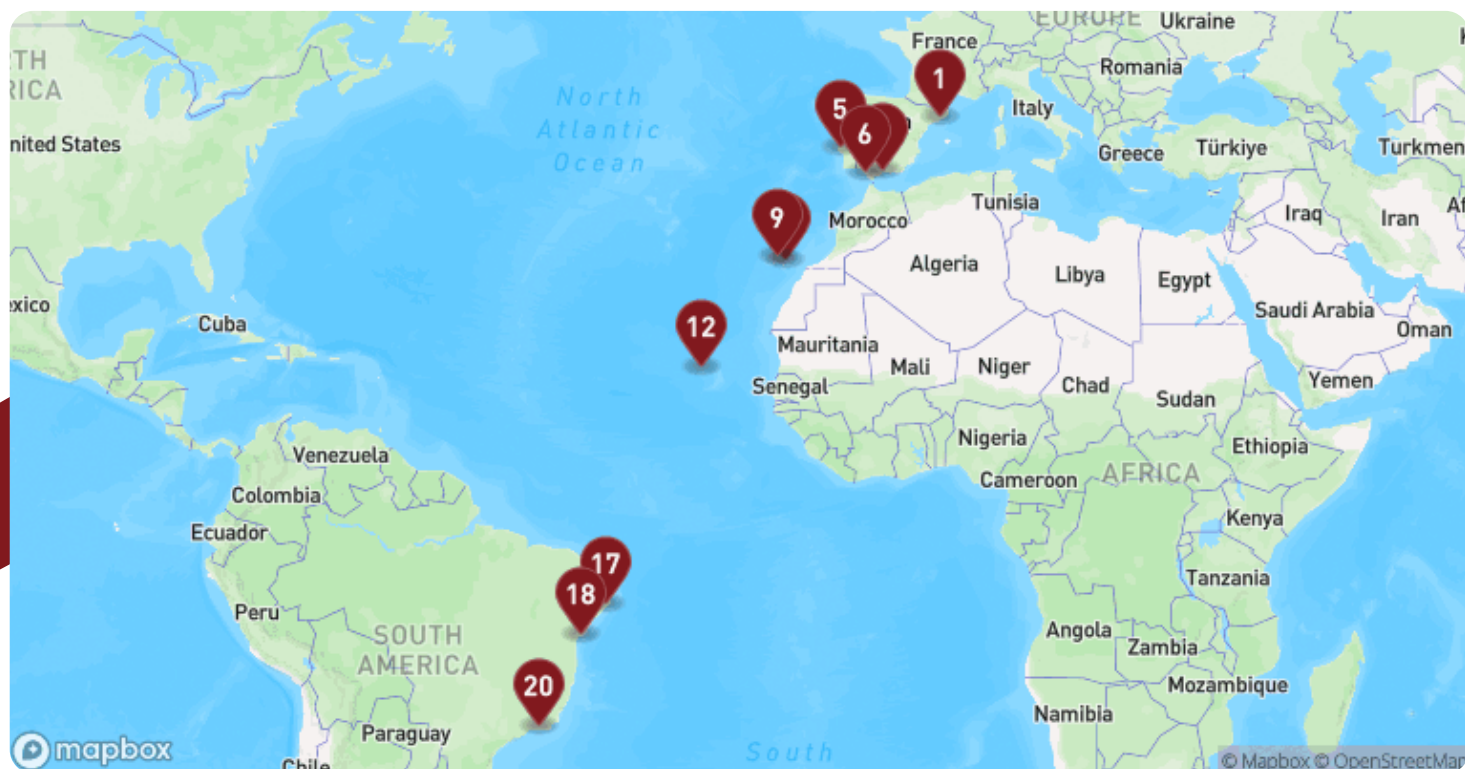 EUROPE
Ukraine
France
1
Romania
RTH
RICA
North
Atlantic
Ocean
5
Italy
6
nited States
Greece
Türkiye
Turkmen
9
Morocco
Tunisia
Iraq
Iran
Af
Algeria
Libya
Egypt
exico
Cuba
12
Saudi Arabia
Oman
Mauritania
Mali
Niger
Chad
Senegal
Sudan
Yemen
Venezuela
Nigeria
Ethiopia
Cameroon
AFRICA
Colombia
Ecuador
Kenya
17
18
Tanzania
Peru
SOUTH
AMERICA
Angola
Zambia
20
Mozambique
Namibia
Paraguay
mapbox
South
Chile
© Mapbox © OpenStreetMap